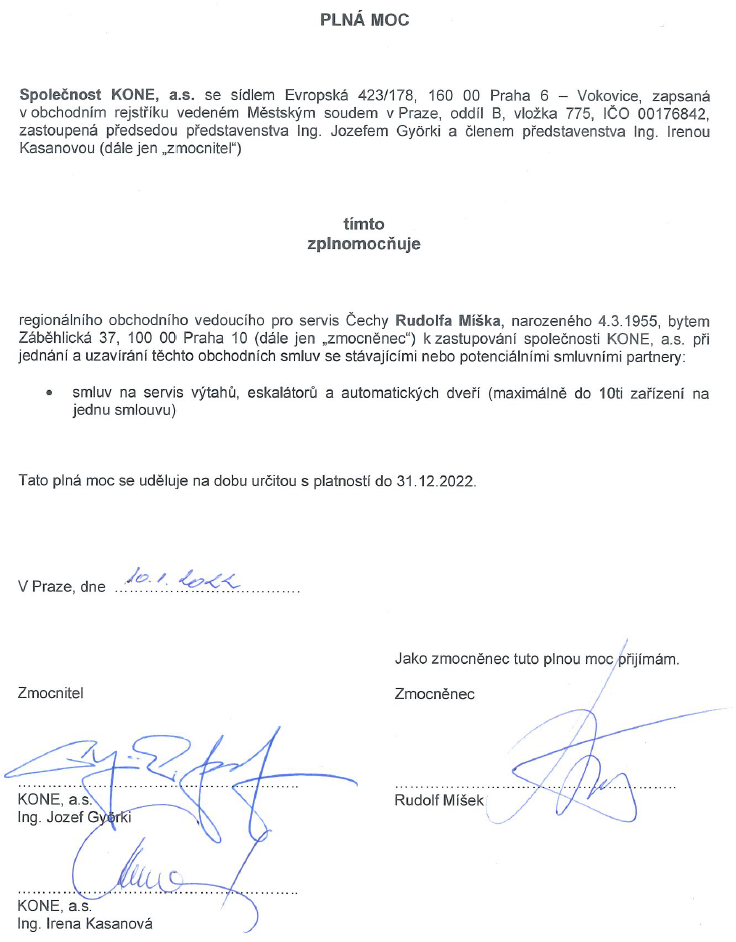 PLNÁ MOC
Společnost KONE, a.s. se sídlem Evropská 423/178, 160 00 Praha 6 – Vokovice, zapsaná
v obchodním rejstříku vedeném Městským soudem v Praze, oddíl B, vložka 775, IČO 00176842,
zastoupená předsedou představenstva Ing. Jozefem Györki a členem představenstva Ing. Irenou
Kasanovou (dále jen „zmocnitel“)
tímto
zplnomocňuje
regionálního obchodního vedoucího pro servis Čechy Rudolfa Míška, narozeného 4.3.1955, bytem
Záběhlická 37, 100 00 Praha 10 (dále jen „zmocněnec“) k zastupování společnosti KONE, a.s. při
jednání a uzavírání těchto obchodních smluv se stávajícími nebo potenciálními smluvními partnery:
• smluv na servis výtahů, eskalátorů a automatických dveří (maximálně do 10ti zařízení na
jednu smlouvu)
Tato plná moc se uděluje na dobu určitou s platností do 31.12.2022.
V Praze, dne 10.1.2022
Jako zmocněnec tuto plnou moc přijímám.
Zmocnitel
Zmocněnec
KONE, a.s.
Ing. Jozef Györki
Rudolf Míšek
KONE, a.s.
Ing. Irena Kasanová